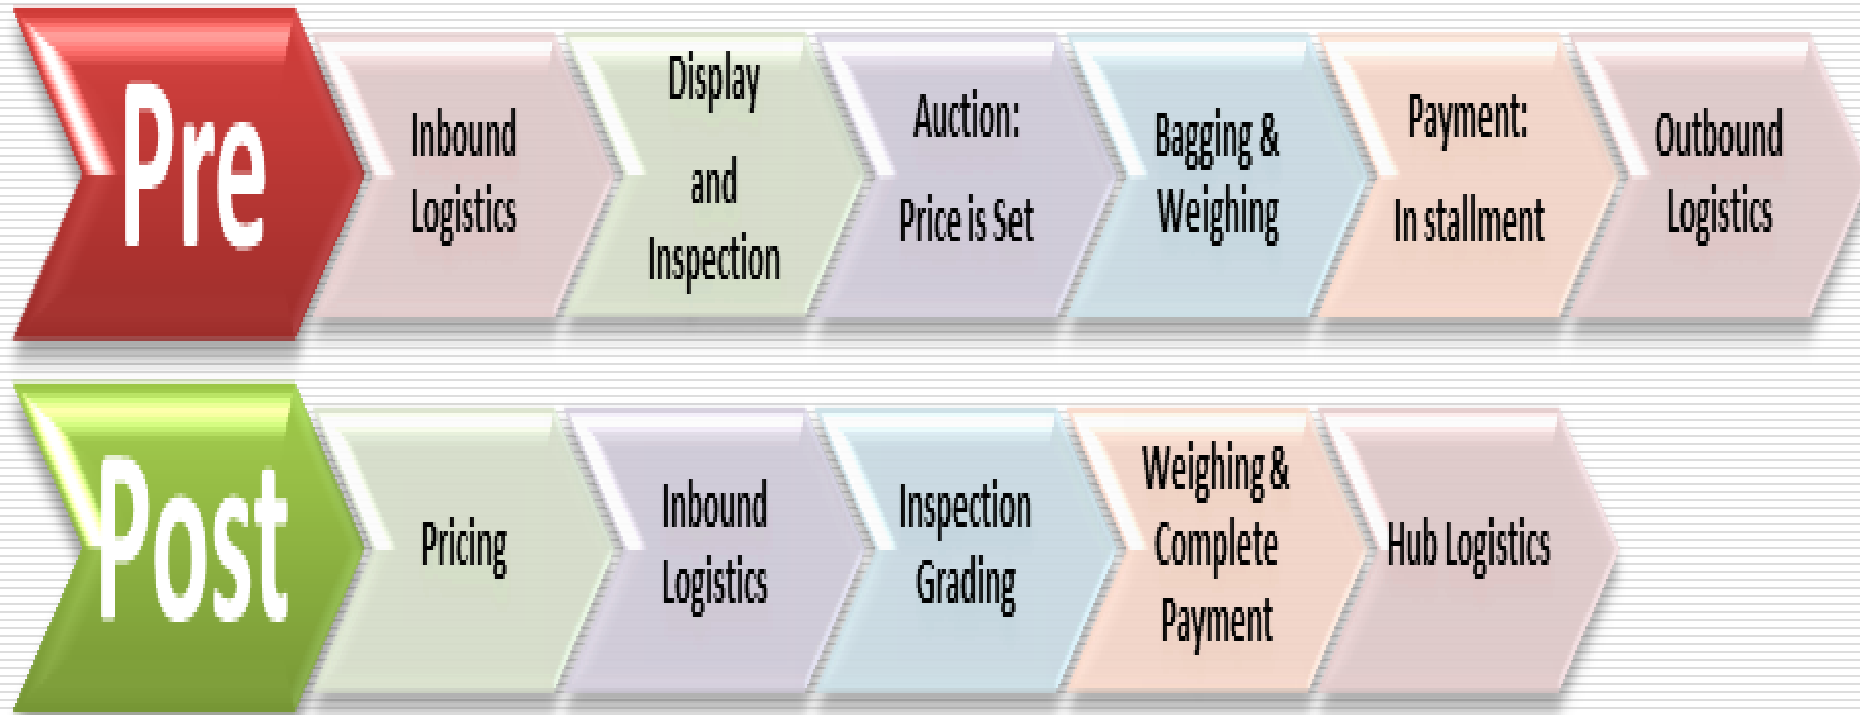 Pre
Inbound
Logistics
Display
and
Inspection
Auction:
Price is Set
Bagging &
Weighing
Payment:
In stallment
Outbound
Logistics
Post
Pricing
Inbound
Logistics
Inspection
Grading
Weighing &
Complete
Payment
Hub Logistics